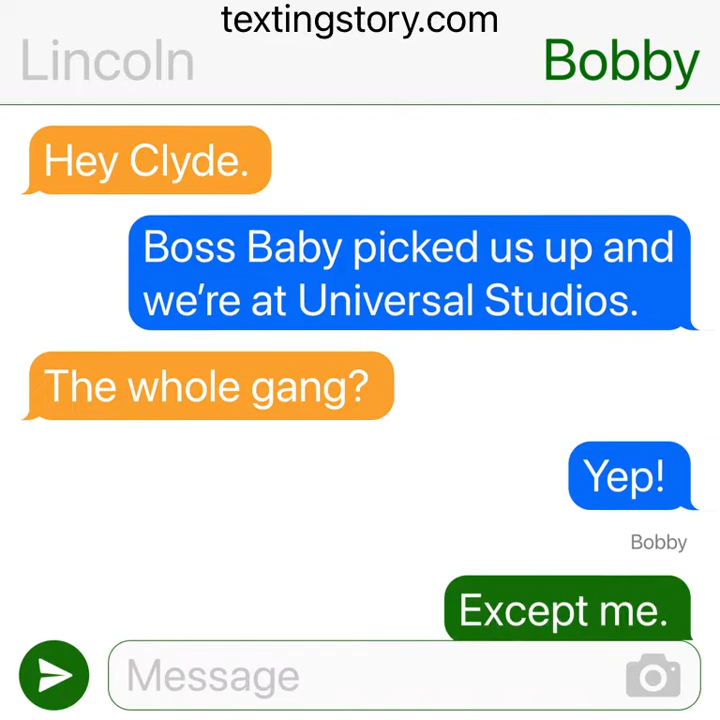 textingstory.com
Lincoln
Bobby
Hey Clyde.
Boss Baby picked us up and
we’re at Universal Studios.
The whole gang?
Yep!
Bobby
Except me.
Message